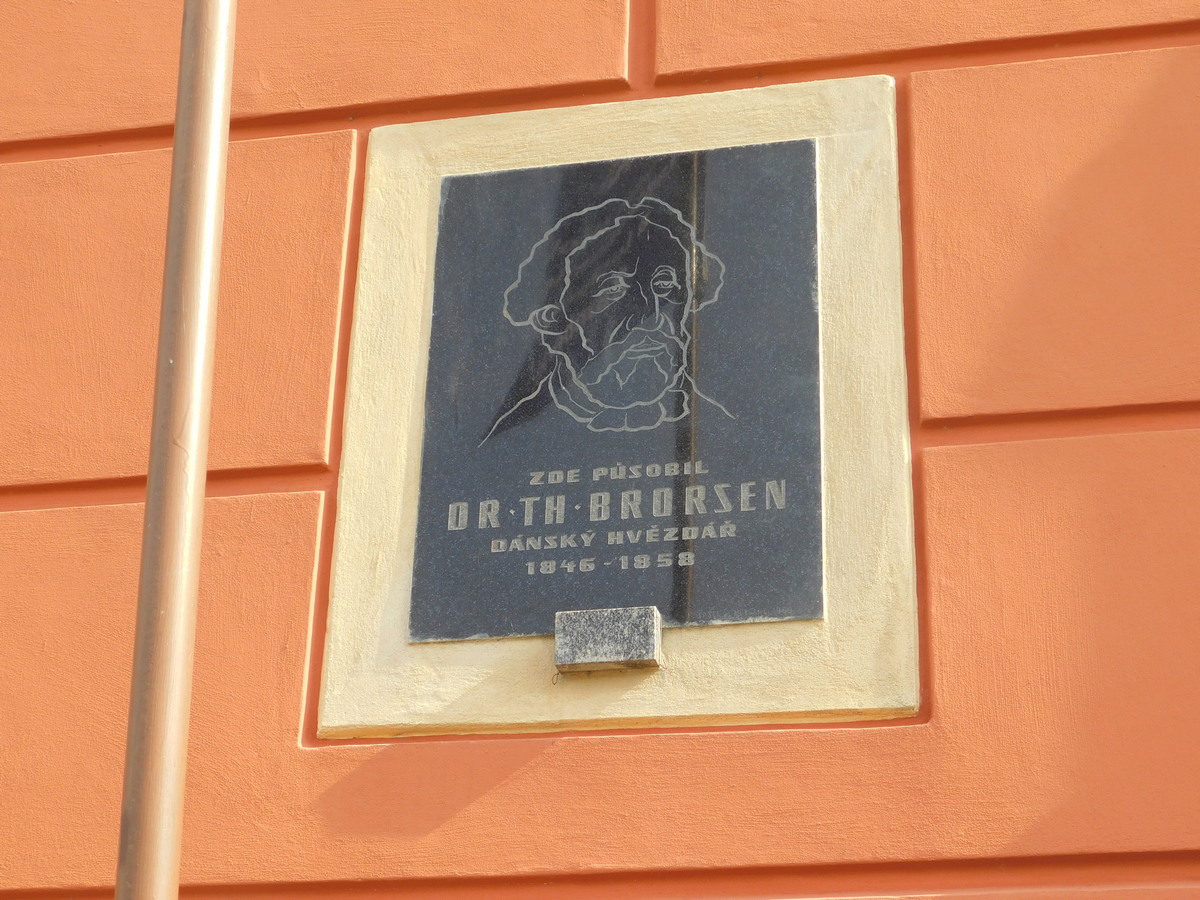 ZDE PŮSOBIL
DR·TH·BRORSEN
DÁNSKÝ HVĚZDÁŘ
1846-1858